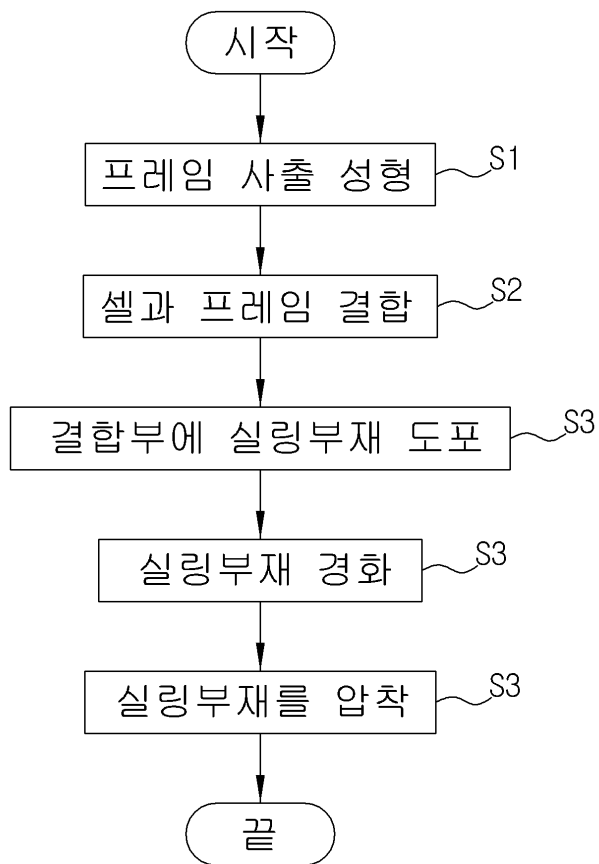 시작
프레임 사출 성형 S1
셀과 프레임 결합 S2
결합부에 실링부재 도포 S3
실링부재 경화 S3
실링부재를 압착 S3
끝